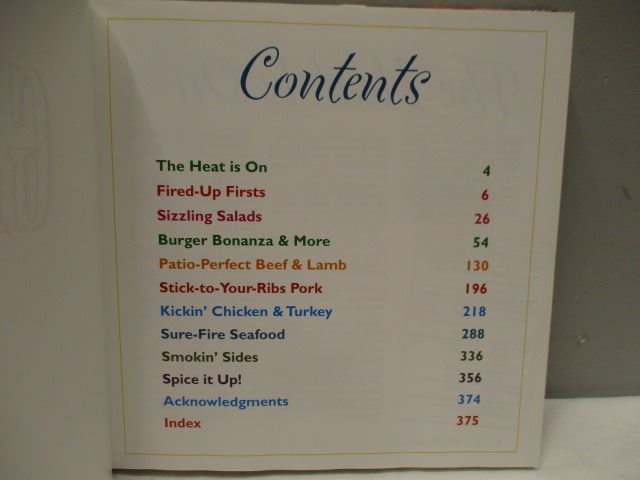 Contents
The Heat is On 4
Fired-Up Firsts 6
Sizzling Salads 26
Burger Bonanza & More 54
Patio-Perfect Beef & Lamb 130
Stick-to-Your-Ribs Pork 196
Kickin' Chicken & Turkey 218
Sure-Fire Seafood 288
Smokin' Sides 336
Spice it Up! 356
Acknowledgments 374
Index 375